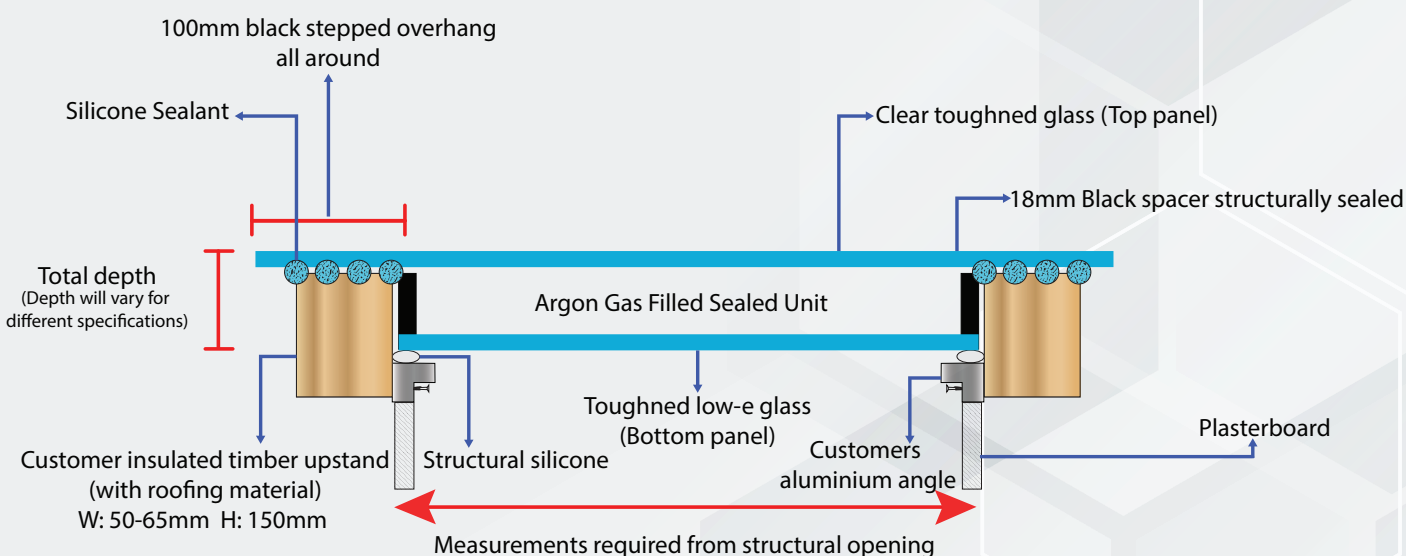 100mm black stepped overhang
all around
Silicone Sealant
Clear toughned glass (Top panel)
18mm Black spacer structurally sealed
Total depth
(Depth will vary for
different specifications)
Argon Gas Filled Sealed Unit
Toughned low-e glass
(Bottom panel)
Plasterboard
Customer insulated timber upstand
(with roofing material)
W: 50-65mm H: 150mm
Structural silicone
Customers
aluminium angle
Measurements required from structural opening